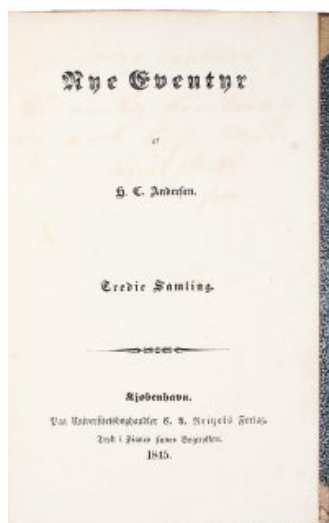 Nye Eventyr
af
H. C. Andersen.
Tredie Samling.
Kjøbenhavn.
Paa Universitetsboghandler C. A. Reitzels Forlag.
Trykt i Bianco Lunos Bogtrykkeri.
1845.